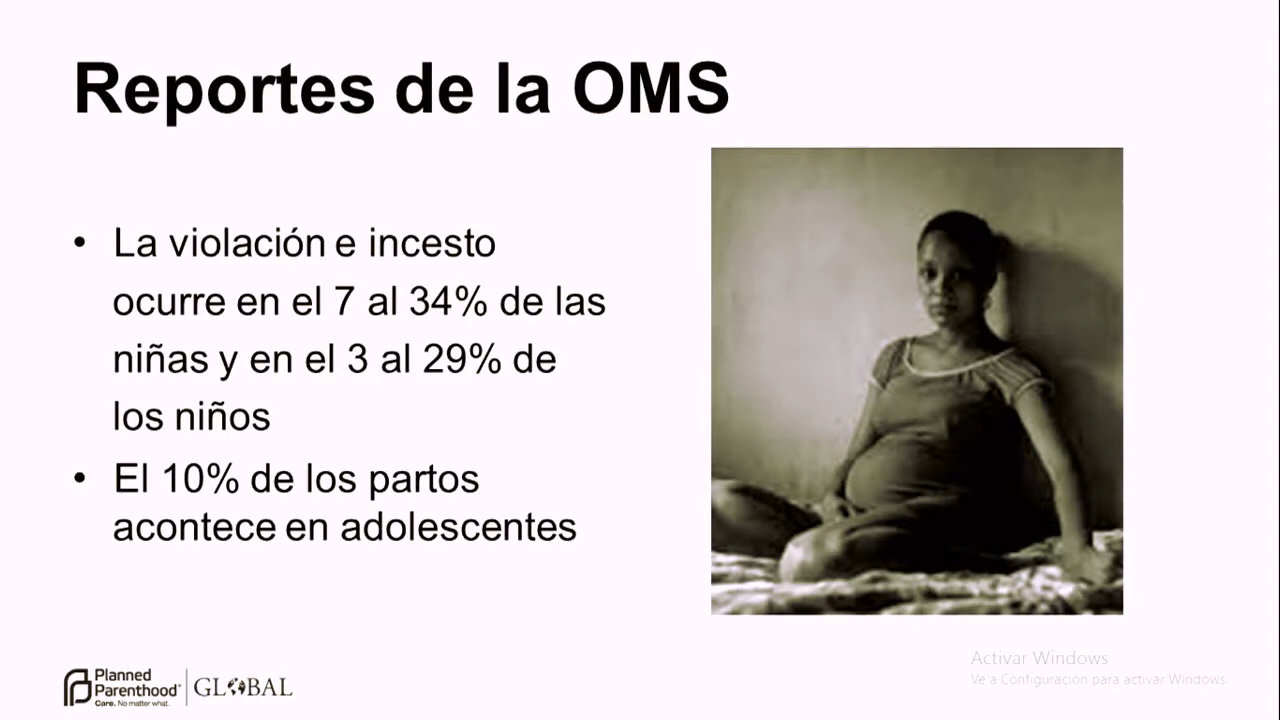 Reportes de la OMS
• La violación e incesto
ocurre en el 7 al 34% de las
niñas y en el 3 al 29% de
los niños
• El 10% de los partos
acontece en adolescentes
Planned
Parenthood®
Care. No matter what.
GLOBAL
Activar Windows
Ve a Configuración para activar Windows.